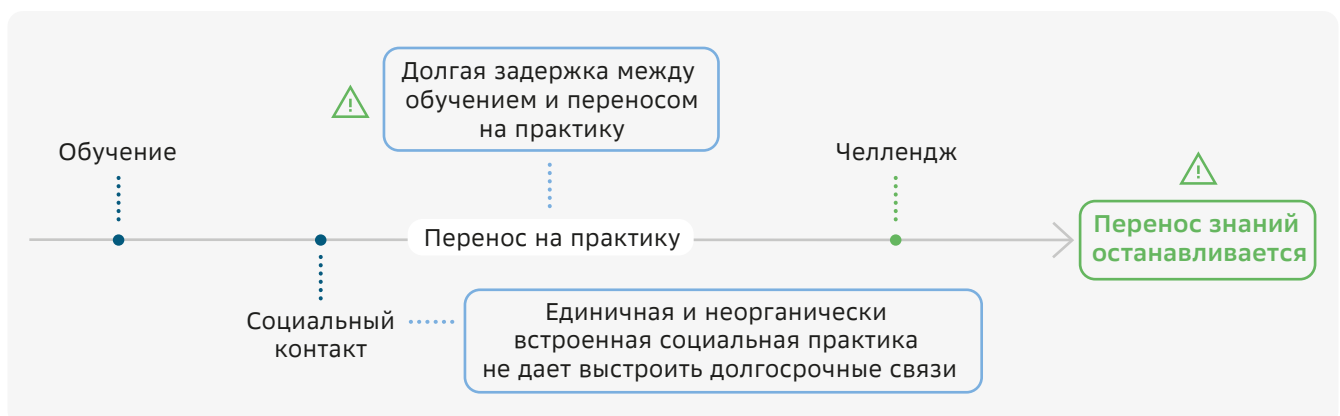 Долгая задержка между
обучением и переносом
на практику
Обучение
Челлендж
Перенос на практику
Перенос знаний
останавливается
Социальный
контакт
Единичная и неорганически
встроенная социальная практика
не дает выстроить долгосрочные связи